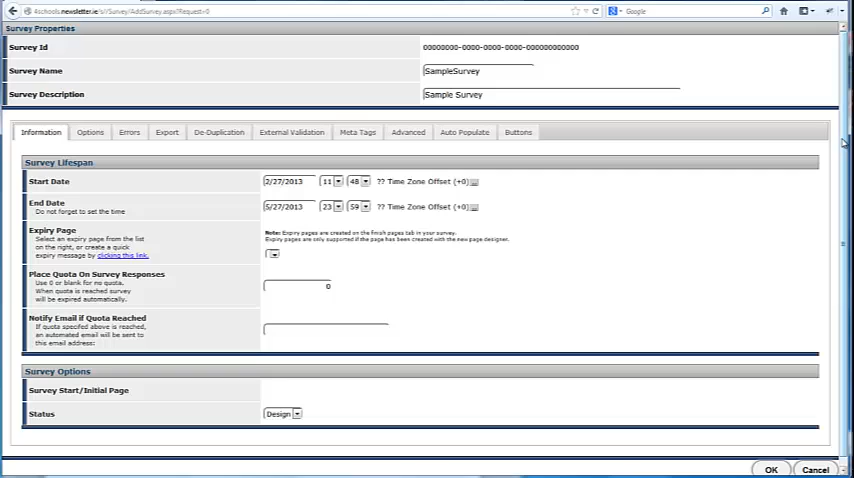 4schools.newsletter.ie/s//Survey/AddSurvey.aspx?Request=0
Google
Survey Properties
Survey Id 00000000-0000-0000-0000-000000000000
Survey Name SampleSurvey
Survey Description Sample Survey
Information Options Errors Export De-Duplication External Validation Meta Tags Advanced Auto Populate Buttons
Survey Lifespan
Start Date 2/27/2013 11 48 ?? Time Zone Offset (+0)
End Date 5/27/2013 23 59 ?? Time Zone Offset (+0)
Do not forget to set the time
Expiry Page
Select an expiry page from the list
on the right, or create a quick
expiry message by clicking this link.
Note: Expiry pages are created on the finish pages tab in your survey.
Expiry pages are only supported if the page has been created with the new page designer.
Place Quota On Survey Responses
Use 0 or blank for no quota.
When quota is reached survey
will be expired automatically.
0
Notify Email if Quota Reached
If quota specifed above is reached,
an automated email will be sent to
this email address:
Survey Options
Survey Start/Initial Page
Status Design
OK Cancel